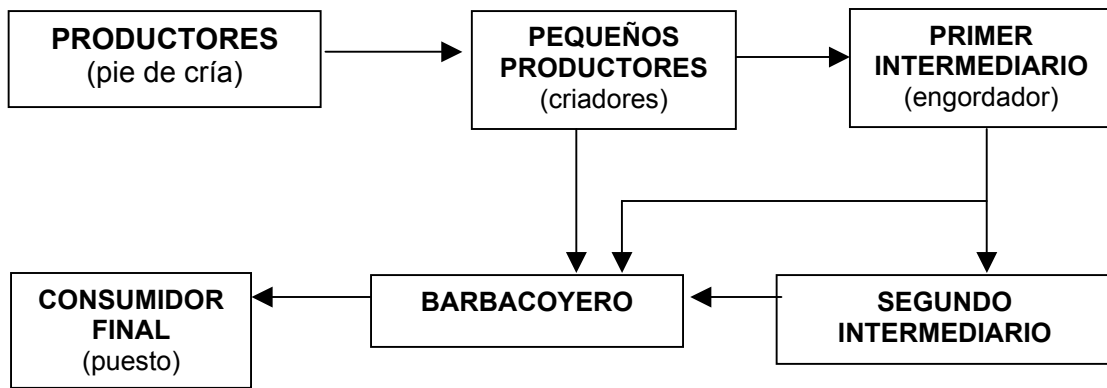 PRODUCTORES
(pie de cría)
PEQUEÑOS
PRODUCTORES
(criadores)
PRIMER
INTERMEDIARIO
(engordador)
CONSUMIDOR
FINAL
(puesto)
BARBACOYERO
SEGUNDO
INTERMEDIARIO